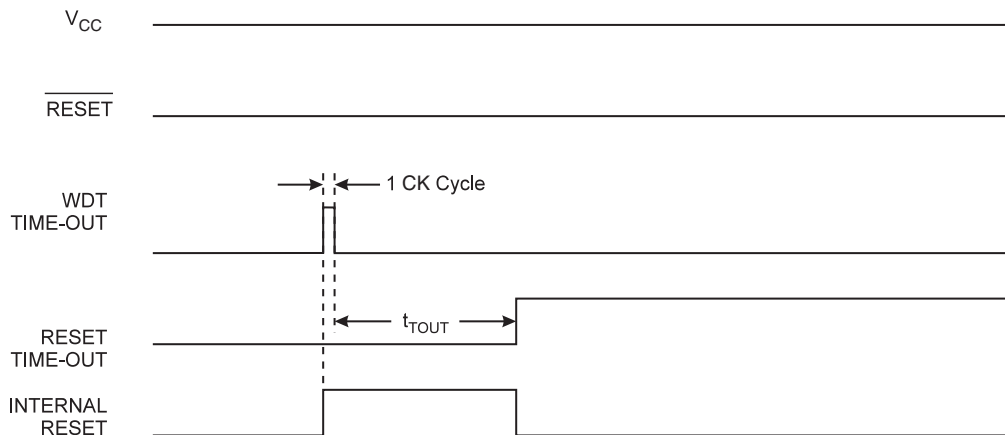 VCC
RESET
1 CK Cycle
WDT
TIME-OUT
tTOUT
RESET
TIME-OUT
INTERNAL
RESET